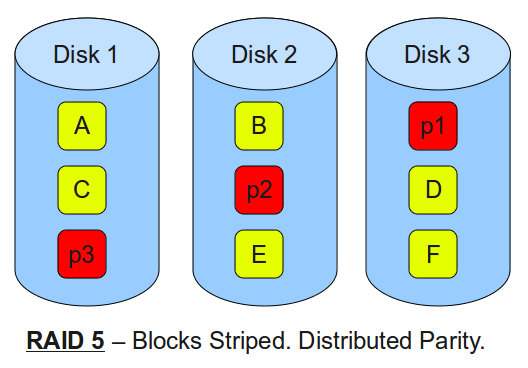 Disk 1 Disk 2 Disk 3
A B p1
C p2 D
p3 E F
RAID 5 – Blocks Striped. Distributed Parity.